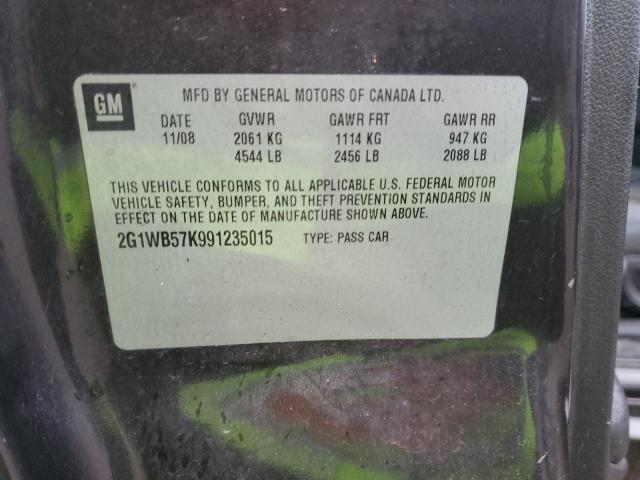 GM
MFD BY GENERAL MOTORS OF CANADA LTD.
DATE GVWR GAWR FRT GAWR RR
11/08 2061 KG 1114 KG 947 KG
4544 LB 2456 LB 2088 LB
THIS VEHICLE CONFORMS TO ALL APPLICABLE U.S. FEDERAL MOTOR
VEHICLE SAFETY, BUMPER, AND THEFT PREVENTION STANDARDS IN
EFFECT ON THE DATE OF MANUFACTURE SHOWN ABOVE.
2G1WB57K991235015 TYPE: PASS CAR